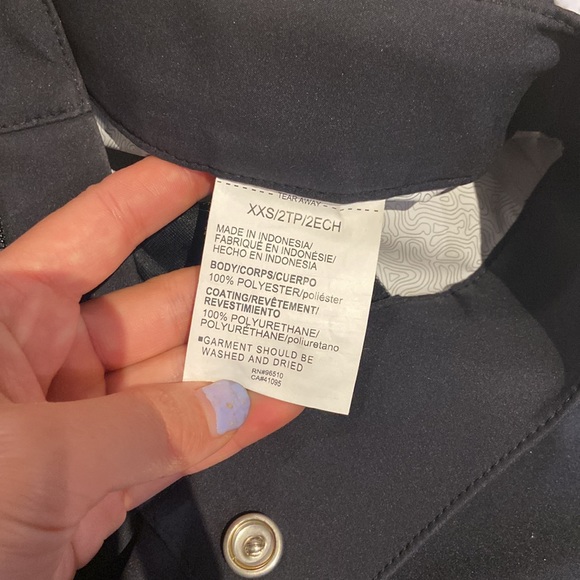 TEAR AWAY
XXS/2TP/2ECH
MADE IN INDONESIA/
FABRIQUÉ EN INDONÉSIE/
HECHO EN INDONESIA
BODY/CORPS/CUERPO
100% POLYESTER/poliéster
COATING/REVÊTEMENT/
REVESTIMIENTO
100% POLYURETHANE/
POLYURÉTHANE/poliuretano
■GARMENT SHOULD BE
WASHED AND DRIED
RN#96510
CA#41095